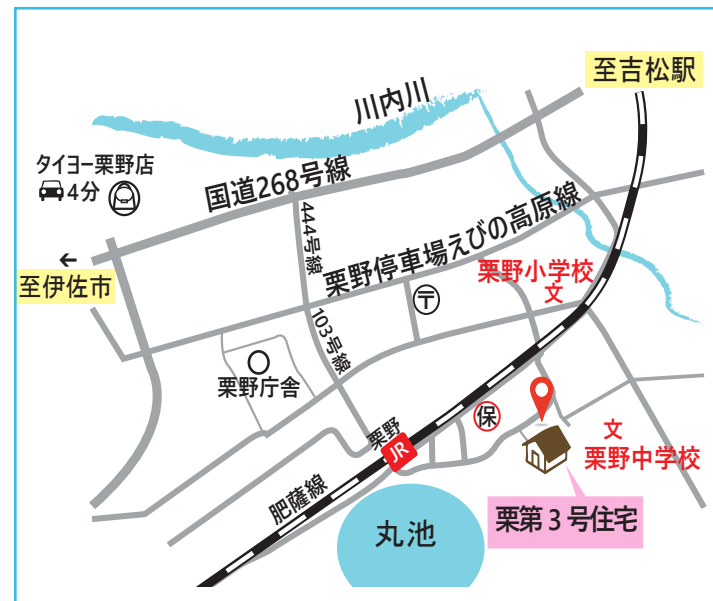 至吉松駅
川内川
タイヨー栗野店
4分
国道268号線
444号線
栗野停車場えびの高原線
栗野小学校
文
至伊佐市
〒
103号線
栗野庁舎
栗野
JR
保
文
栗野中学校
肥薩線
丸池
栗第3号住宅